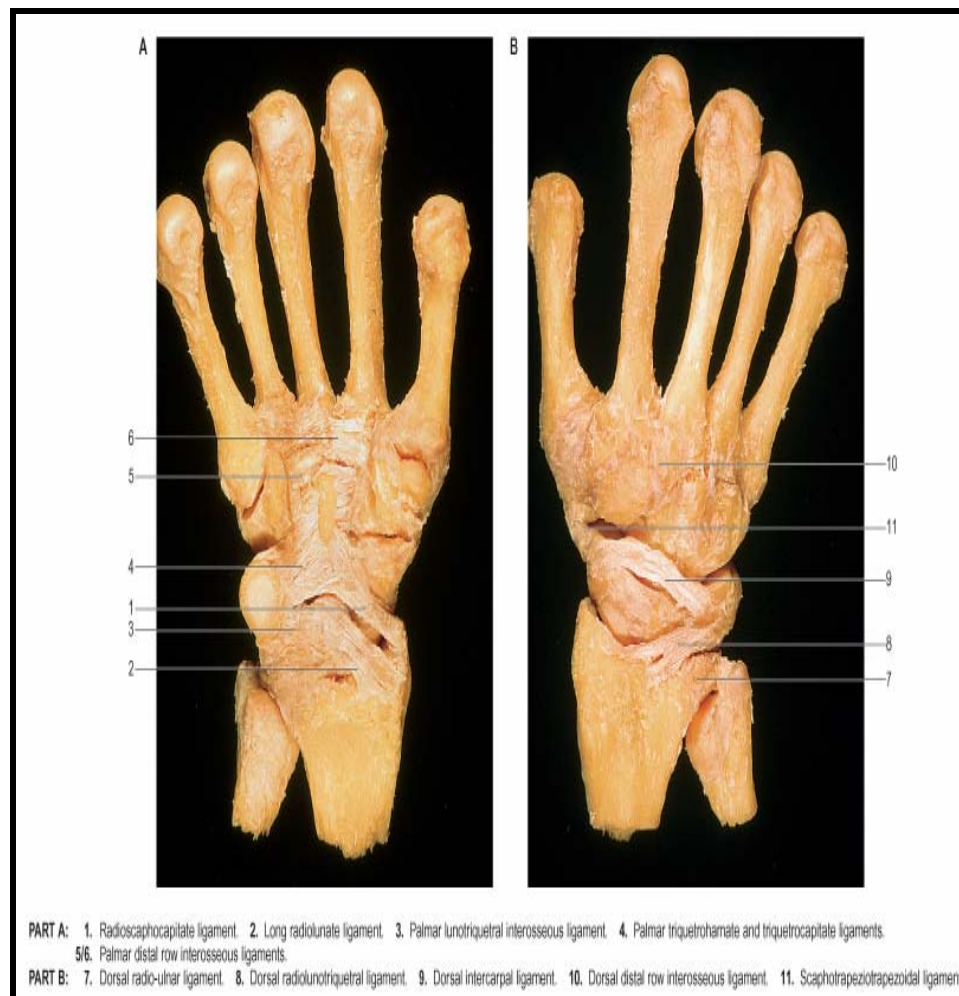 A
B
6
5
4
1
3
2
10
11
9
8
7
PART A: 1. Radioscaphocapitate ligament. 2. Long radiolunate ligament. 3. Palmar lunotriquetral interosseous ligament. 4. Palmar triquetrohamate and triquetrocapitate ligaments.
5/6. Palmar distal row interosseous ligaments.
PART B: 7. Dorsal radio-ulnar ligament. 8. Dorsal radiolunotriquetral ligament. 9. Dorsal intercarpal ligament. 10. Dorsal distal row interosseous ligament. 11. Scaphotrapeziotrapezoidal ligamen